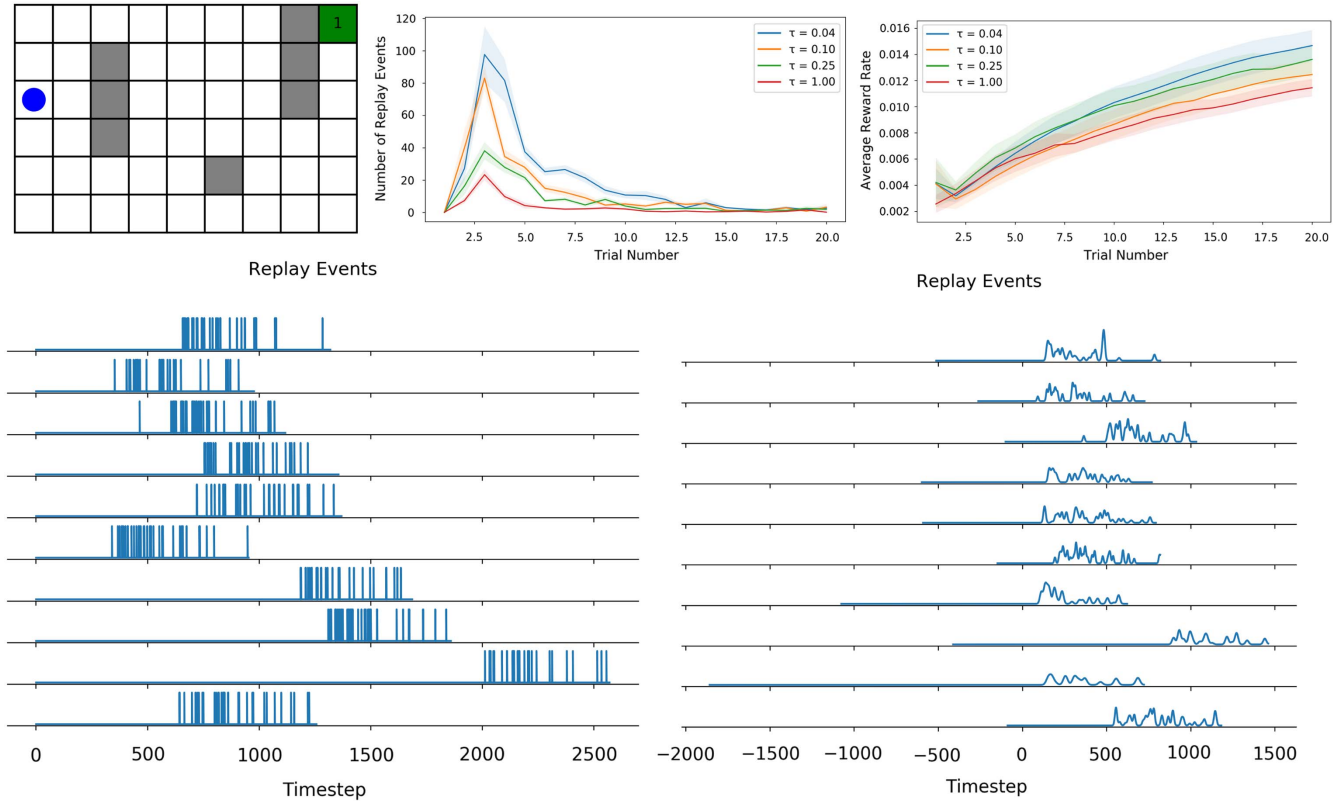 1
120
100
80
60
40
20
0
Number of Replay Events
τ = 0.04
τ = 0.10
τ = 0.25
τ = 1.00
2.5 5.0 7.5 10.0 12.5 15.0 17.5 20.0
Trial Number
0.016
0.014
0.012
0.010
0.008
0.006
0.004
0.002
Average Reward Rate
τ = 0.04
τ = 0.10
τ = 0.25
τ = 1.00
2.5 5.0 7.5 10.0 12.5 15.0 17.5 20.0
Trial Number
Replay Events
0 500 1000 1500 2000 2500
Timestep
Replay Events
−2000 −1500 −1000 −500 0 500 1000 1500
Timestep